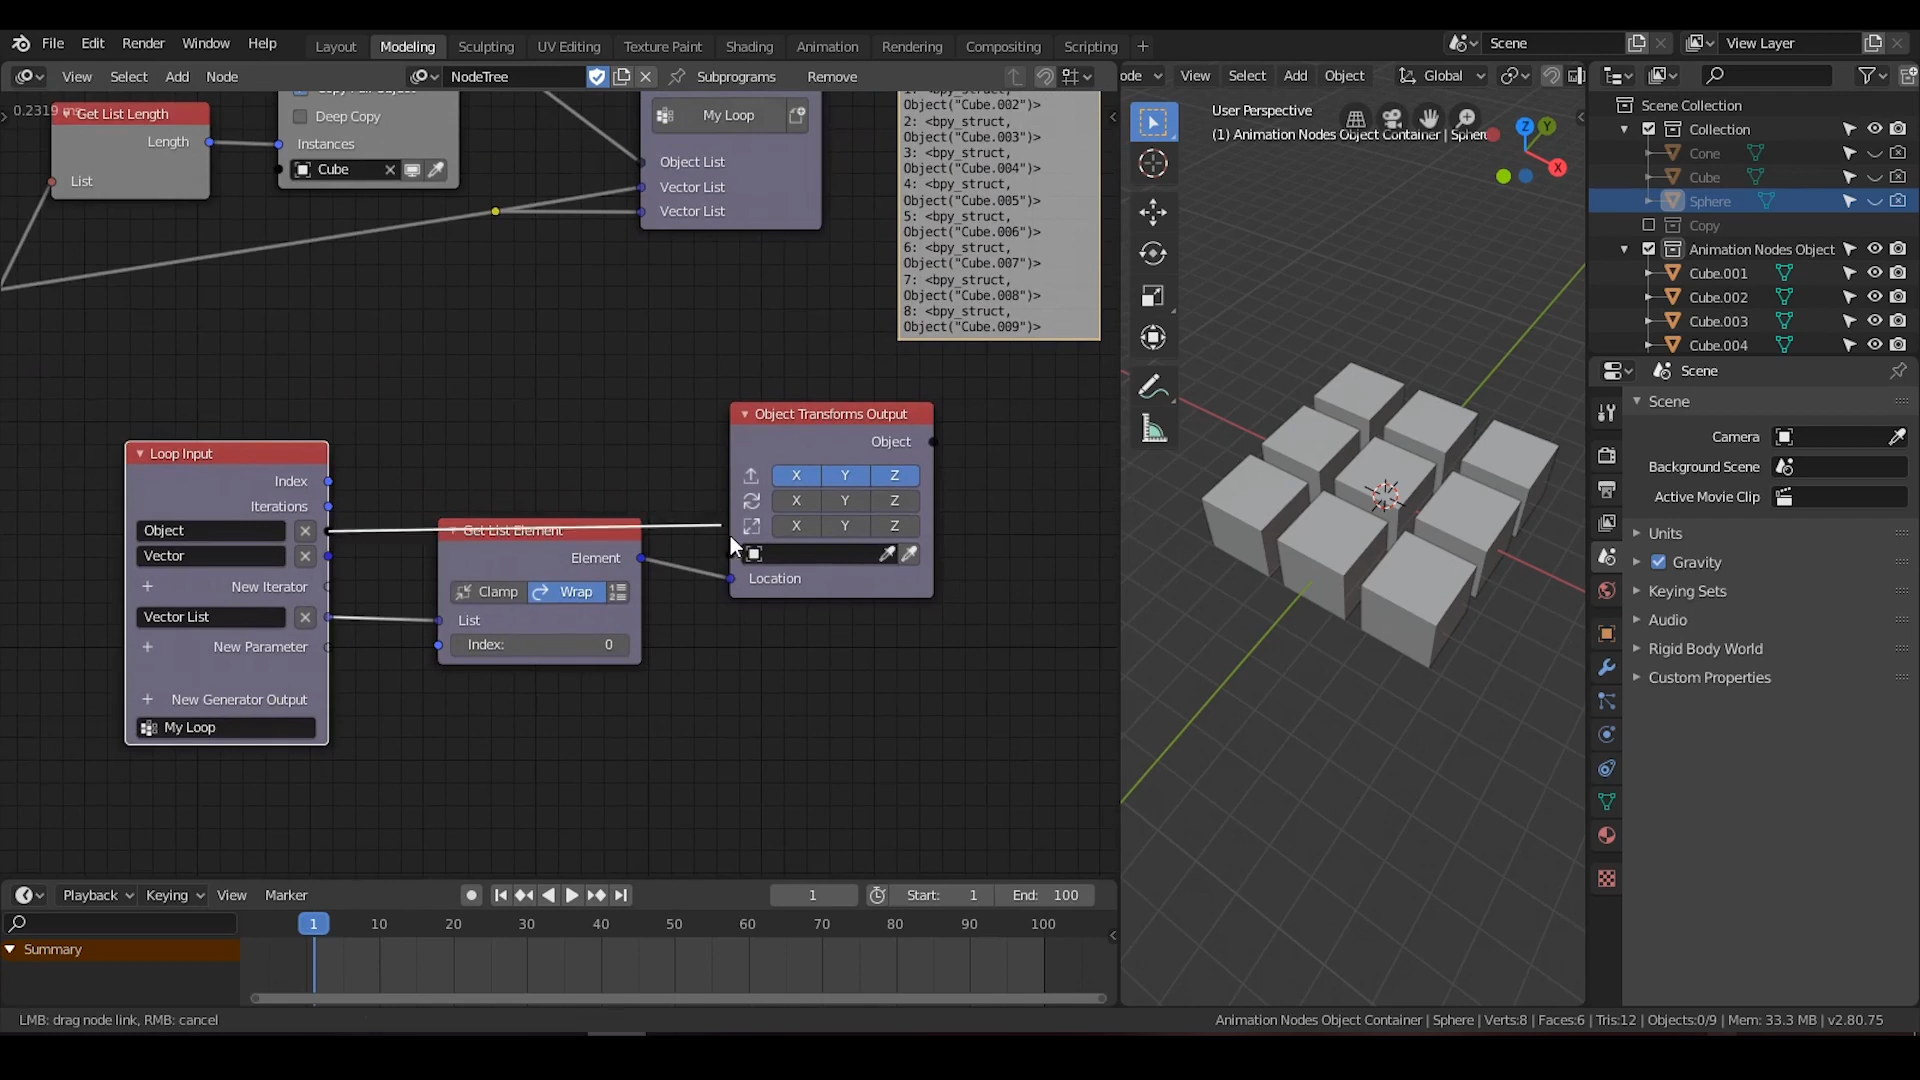 File Edit Render Window Help Layout Modeling Sculpting UV Editing Texture Paint Shading Animation Rendering Compositing Scripting + Scene View Layer
View Select Add Node NodeTree Subprograms Remove
ode View Select Add Object Global
0.2319 ms
Get List Length
Length
List
Deep Copy
Instances
Cube
My Loop
Object List
Vector List
Vector List
Object("Cube.002")>
2: <bpy_struct,
Object("Cube.003")>
3: <bpy_struct,
Object("Cube.004")>
4: <bpy_struct,
Object("Cube.005")>
5: <bpy_struct,
Object("Cube.006")>
6: <bpy_struct,
Object("Cube.007")>
7: <bpy_struct,
Object("Cube.008")>
8: <bpy_struct,
Object("Cube.009")>
Loop Input
Index
Iterations
Object
Vector
New Iterator
Vector List
New Parameter
New Generator Output
My Loop
Get List Element
Element
Clamp Wrap
List
Index: 0
Object Transforms Output
Object
X Y Z
X Y Z
X Y Z
Location
User Perspective
(1) Animation Nodes Object Container | Sphere
Z
Y
X
Scene Collection
Collection
Cone
Cube
Sphere
Copy
Animation Nodes Object
Cube.001
Cube.002
Cube.003
Cube.004
Scene
Scene
Camera
Background Scene
Active Movie Clip
Units
Gravity
Keying Sets
Audio
Rigid Body World
Custom Properties
Playback Keying View Marker 1 Start: 1 End: 100
1 10 20 30 40 50 60 70 80 90 100
Summary
LMB: drag node link, RMB: cancel
Animation Nodes Object Container | Sphere | Verts:8 | Faces:6 | Tris:12 | Objects:0/9 | Mem: 33.3 MB | v2.80.75